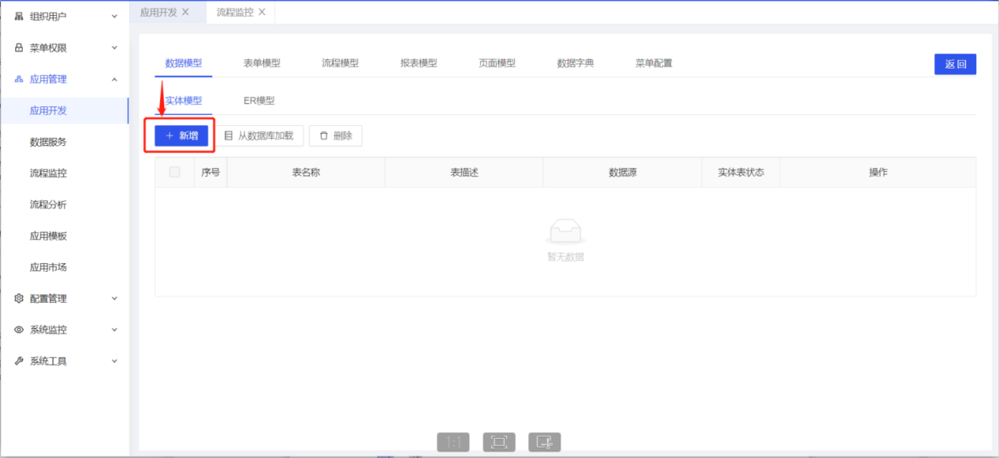 组织用户
菜单权限
应用管理
应用开发
数据服务
流程监控
流程分析
应用模板
应用市场
配置管理
系统监控
系统工具
应用开发 X 流程监控 X
数据模型 表单模型 流程模型 报表模型 页面模型 数据字典 菜单配置 返回
实体模型 ER模型
+ 新增 从数据库加载 删除
序号 表名称 表描述 数据源 实体表状态 操作
暂无数据
1:1